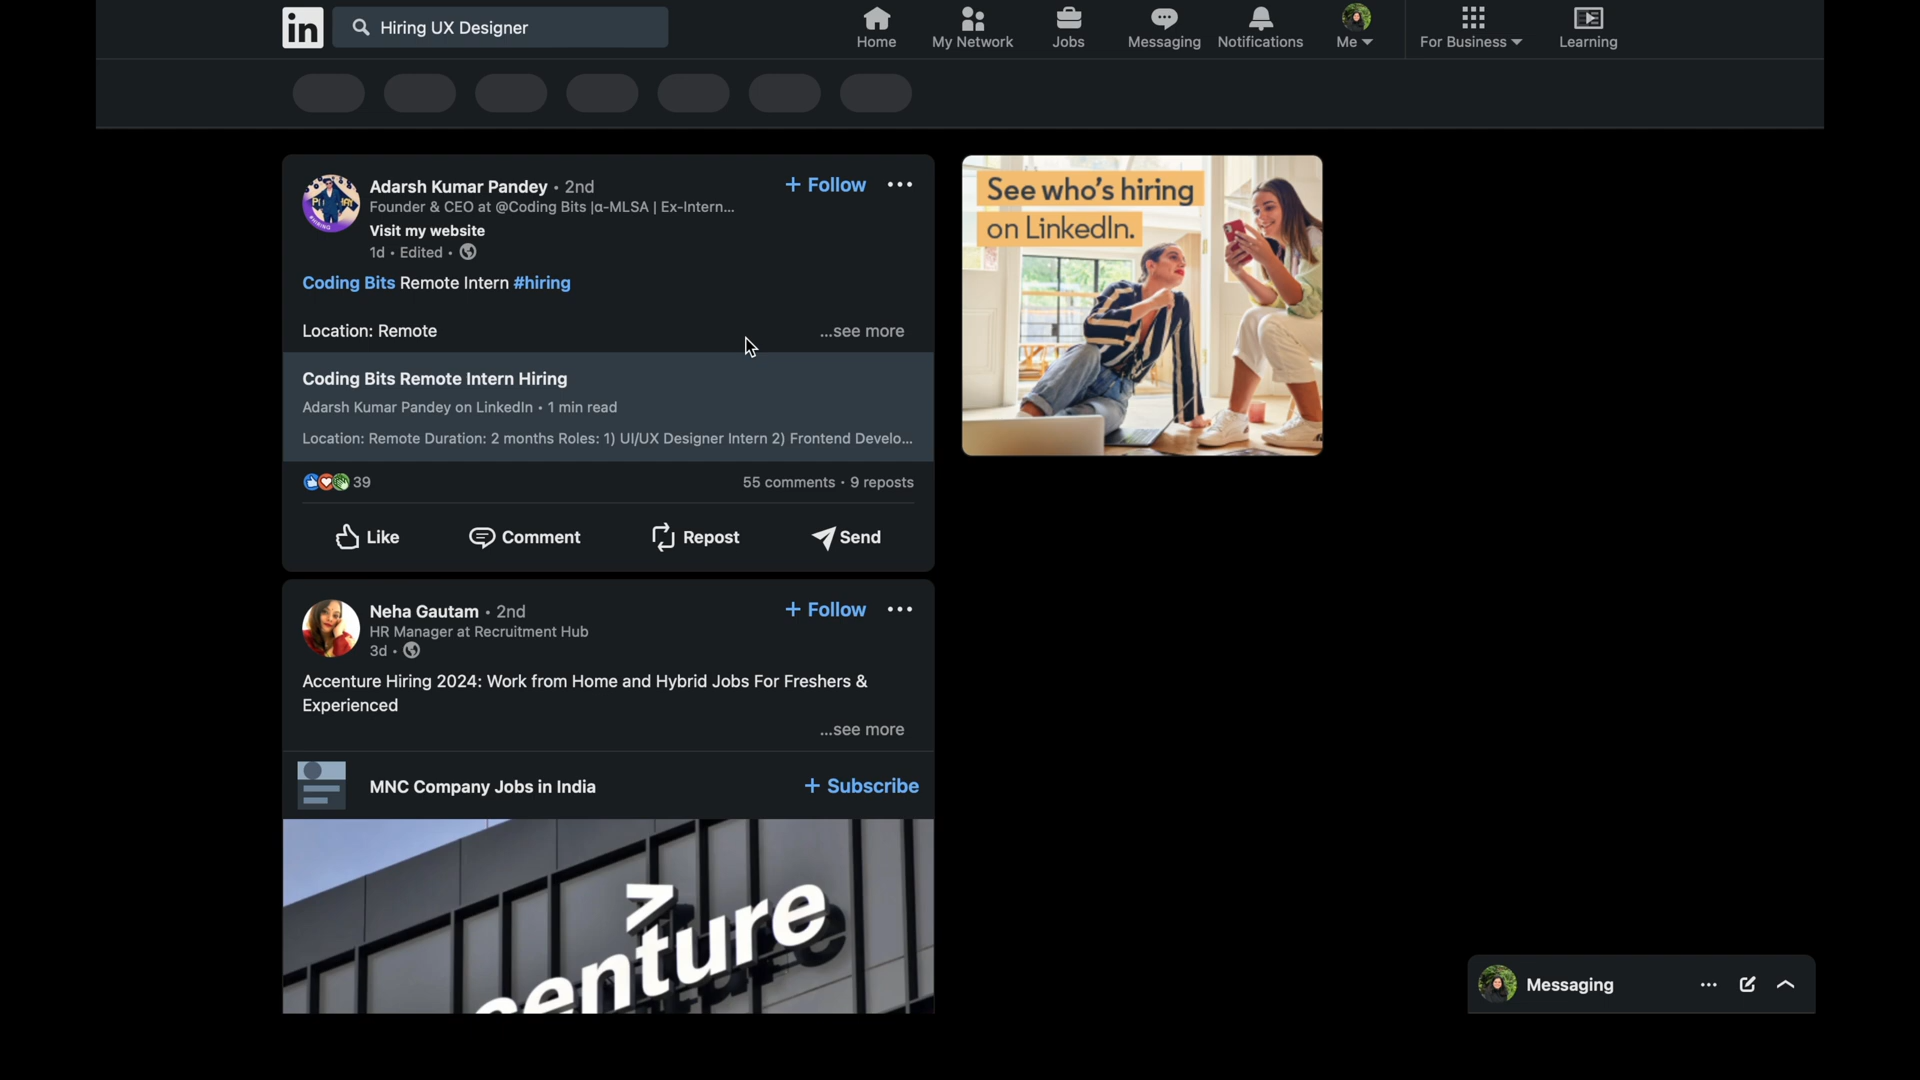 in
Hiring UX Designer
Home
My Network
Jobs
Messaging
Notifications
Me
For Business
Learning
Adarsh Kumar Pandey • 2nd
Founder & CEO at @Coding Bits |α-MLSA | Ex-Intern...
Visit my website
1d • Edited •
+ Follow
Coding Bits Remote Intern #hiring
Location: Remote
...see more
Coding Bits Remote Intern Hiring
Adarsh Kumar Pandey on LinkedIn • 1 min read
Location: Remote Duration: 2 months Roles: 1) UI/UX Designer Intern 2) Frontend Develo...
39
55 comments • 9 reposts
Like
Comment
Repost
Send
Neha Gautam • 2nd
HR Manager at Recruitment Hub
3d •
+ Follow
Accenture Hiring 2024: Work from Home and Hybrid Jobs For Freshers &
Experienced
...see more
MNC Company Jobs in India
+ Subscribe
centure
See who's hiring
on LinkedIn.
Messaging